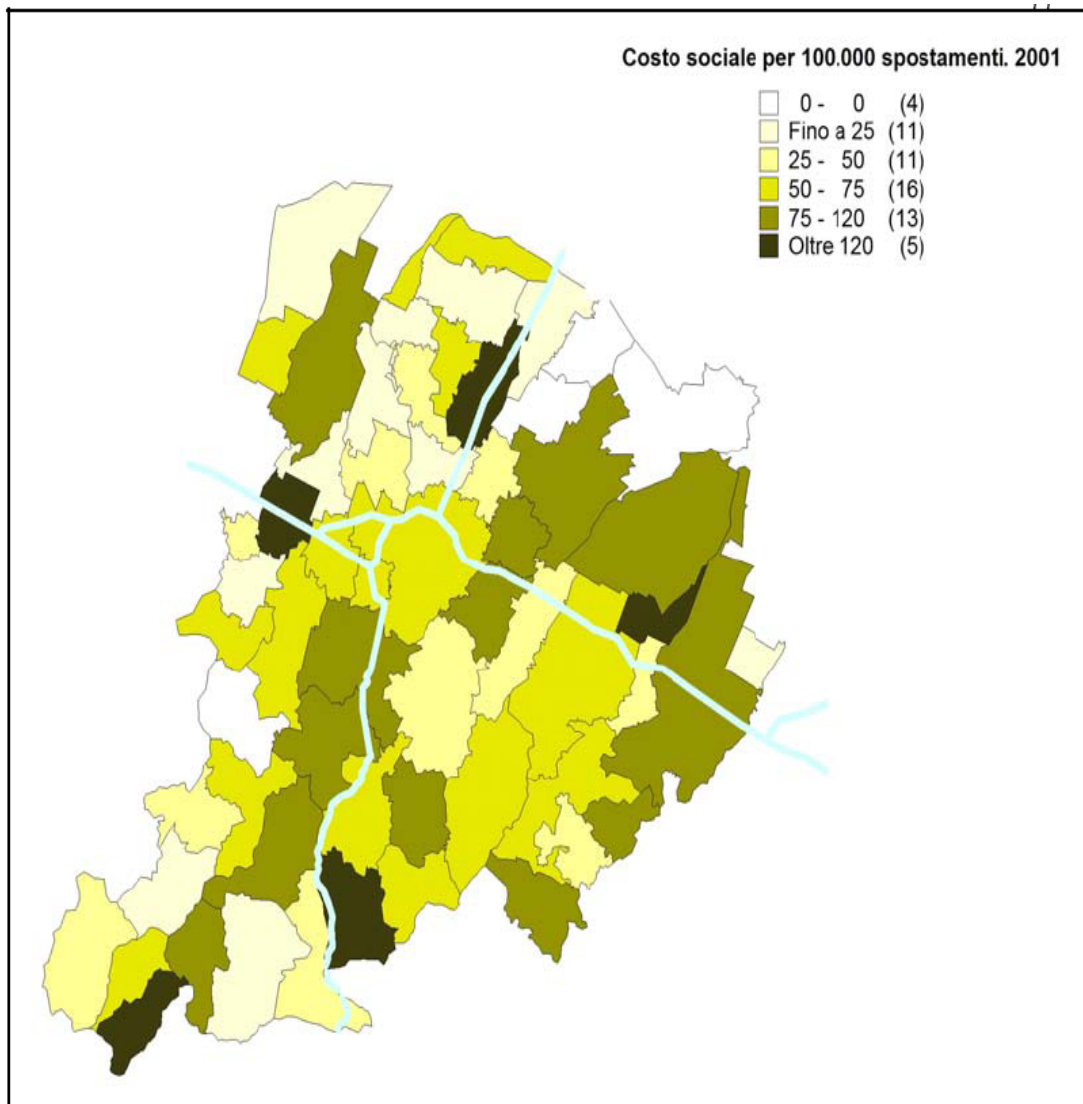 Costo sociale per 100.000 spostamenti. 2001
0 - 0 (4)
Fino a 25 (11)
25 - 50 (11)
50 - 75 (16)
75 - 120 (13)
Oltre 120 (5)